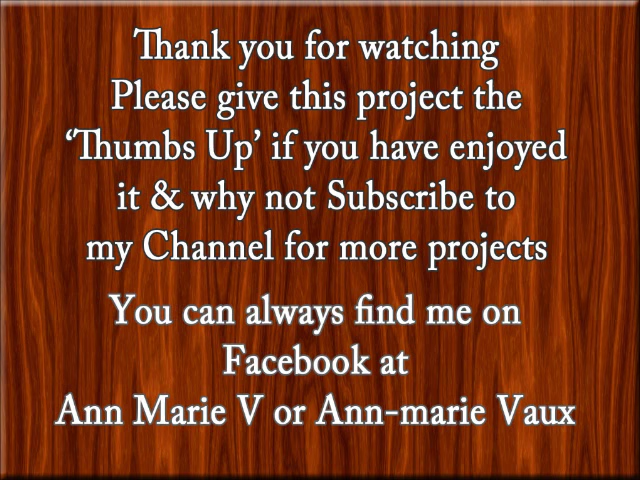 Thank you for watching
Please give this project the
‘Thumbs Up’ if you have enjoyed
it & why not Subscribe to
my Channel for more projects
You can always find me on
Facebook at
Ann Marie V or Ann-marie Vaux